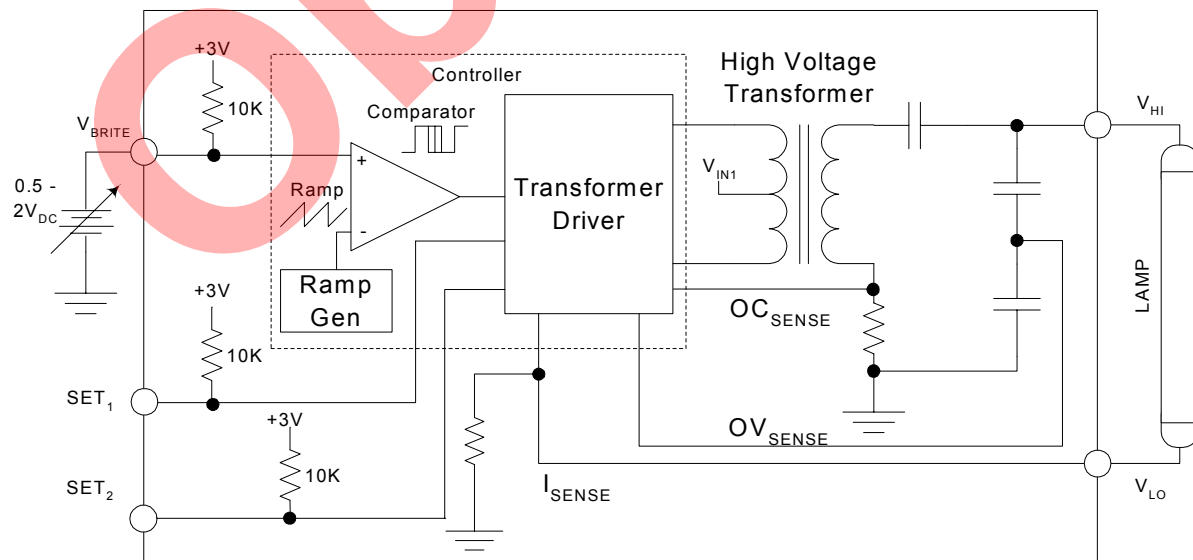 +3V
10K
Controller
Comparator
High Voltage
Transformer
V_BRITE
V_HI
0.5 -
2V_DC
+
Ramp
-
Ramp
Gen
Transformer
Driver
V_IN1
LAMP
+3V
10K
OC_SENSE
SET_1
+3V
10K
OV_SENSE
SET_2
I_SENSE
V_LO